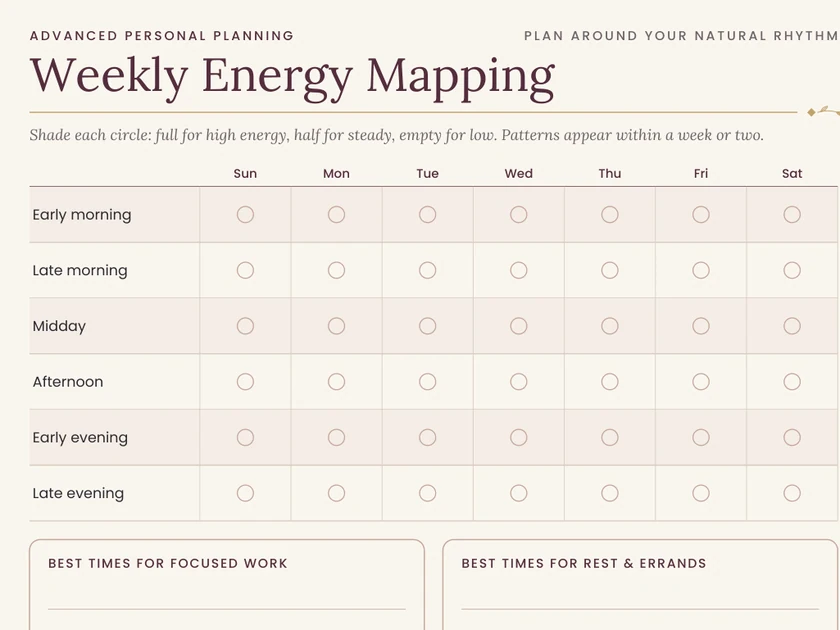 ADVANCED PERSONAL PLANNING
PLAN AROUND YOUR NATURAL RHYTHM
Weekly Energy Mapping
Shade each circle: full for high energy, half for steady, empty for low. Patterns appear within a week or two.
Sun Mon Tue Wed Thu Fri Sat
Early morning
Late morning
Midday
Afternoon
Early evening
Late evening
BEST TIMES FOR FOCUSED WORK
BEST TIMES FOR REST & ERRANDS